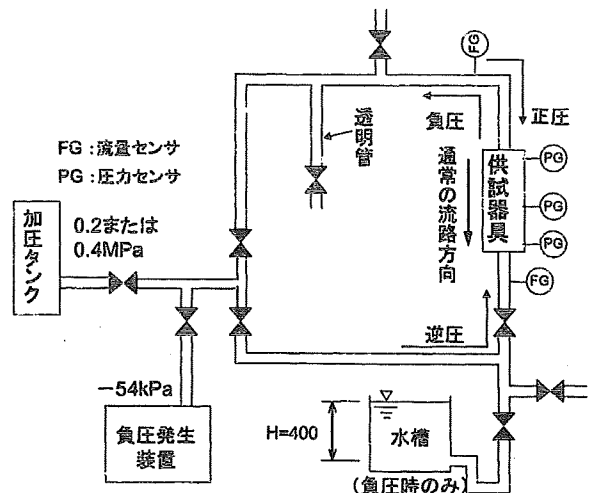 FG
FG：流量センサ
PG：圧力センサ
負圧
正圧
透明管
通常の流路方向
供試器具
PG
PG
PG
FG
加圧タンク
0.2または
0.4MPa
逆圧
－54kPa
負圧発生
装置
H=400
水槽
（負圧時のみ）